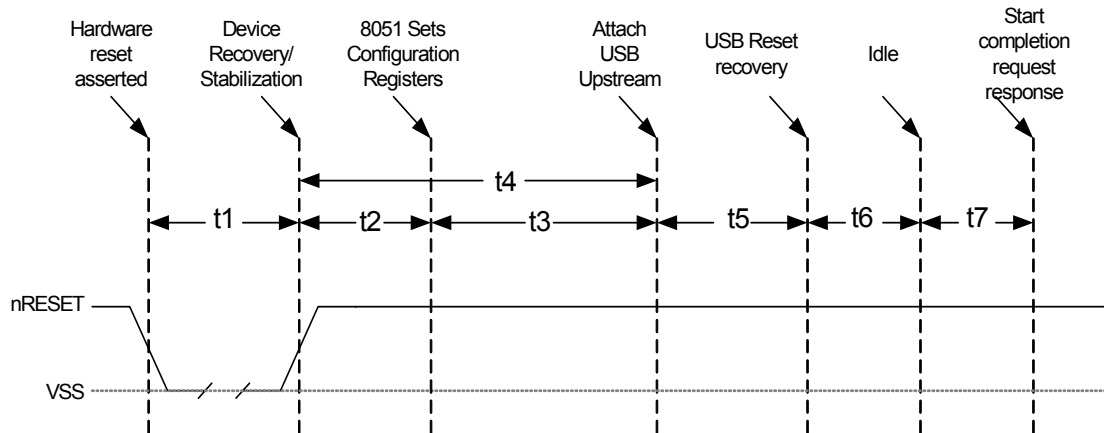 Hardware
reset
asserted
Device
Recovery/
Stabilization
8051 Sets
Configuration
Registers
Attach
USB
Upstream
USB Reset
recovery
Idle
Start
completion
request
response
t4
t1
t2
t3
t5
t6
t7
nRESET
VSS